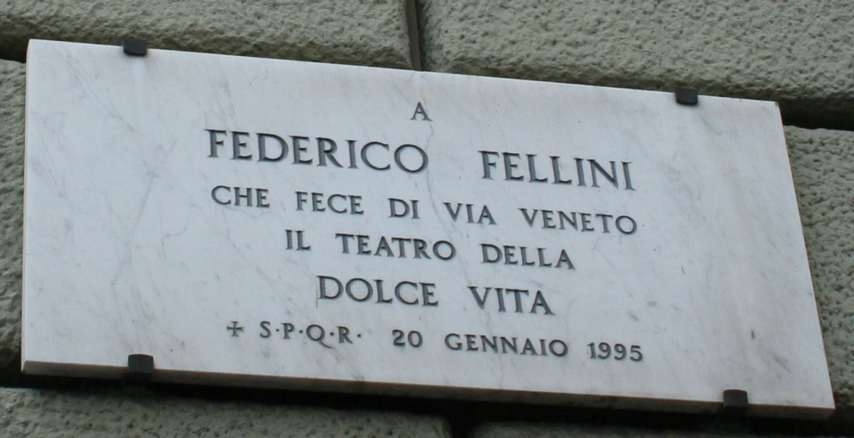 A
FEDERICO FELLINI
CHE FECE DI VIA VENETO
IL TEATRO DELLA
DOLCE VITA
+ S·P·Q·R· 20 GENNAIO 1995